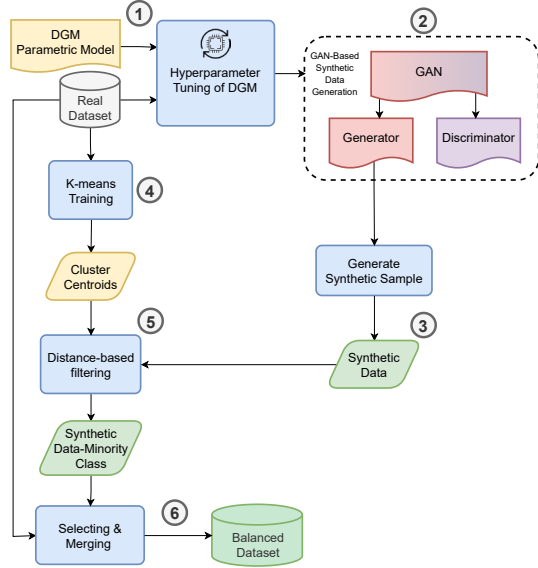 1
2
DGM
Parametric Model
Hyperparameter
Tuning of DGM
GAN-Based
Synthetic
Data
Generation
GAN
Generator
Discriminator
Real
Dataset
K-means
Training
4
Cluster
Centroids
Generate
Synthetic Sample
3
5
Distance-based
filtering
Synthetic
Data
Synthetic
Data-Minority
Class
6
Selecting &
Merging
Balanced
Dataset